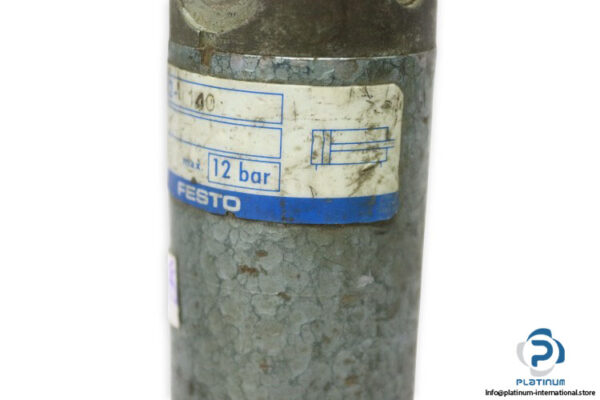 140
max. 12 bar
FESTO
PLATINUM
info@platinum-international.store